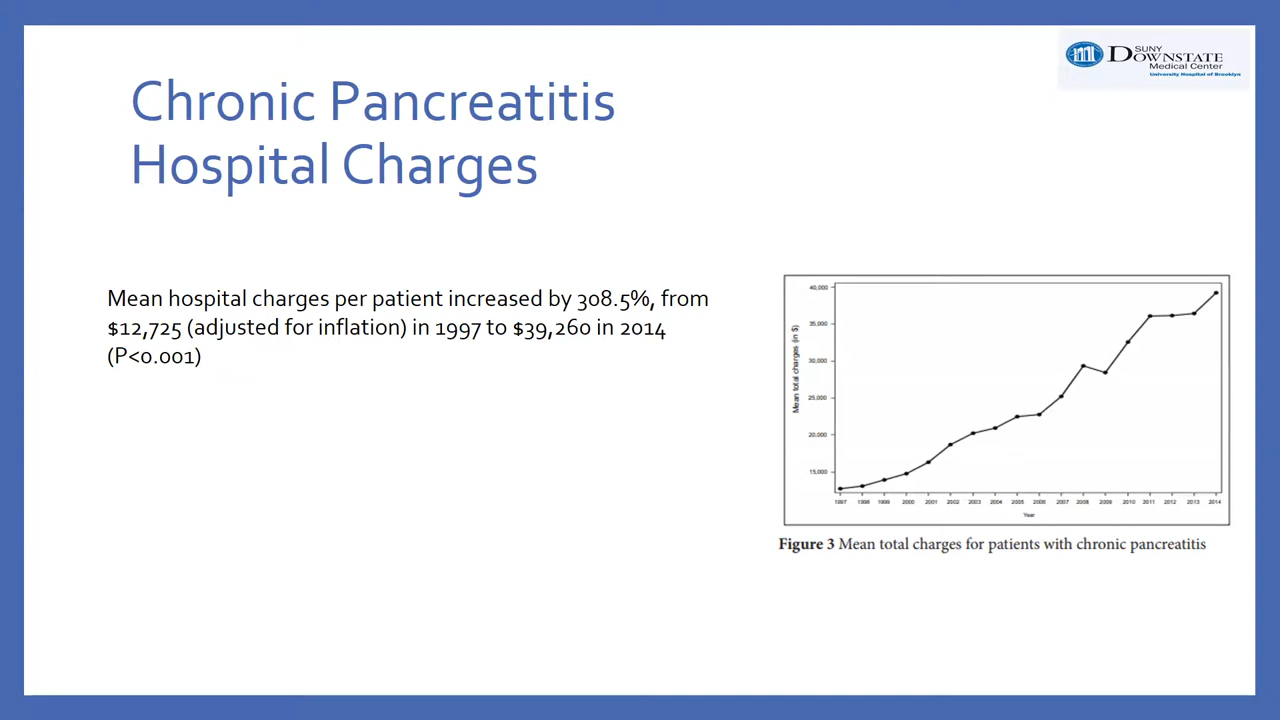 SUNY
DOWNSTATE
Medical Center
University Hospital of Brooklyn
Chronic Pancreatitis
Hospital Charges
Mean hospital charges per patient increased by 308.5%, from
$12,725 (adjusted for inflation) in 1997 to $39,260 in 2014
(P<0.001)
Mean total charges (in $)
40,000
35,000
30,000
25,000
20,000
15,000
1997 1998 1999 2000 2001 2002 2003 2004 2005 2006 2007 2008 2009 2010 2011 2012 2013 2014
Year
Figure 3 Mean total charges for patients with chronic pancreatitis